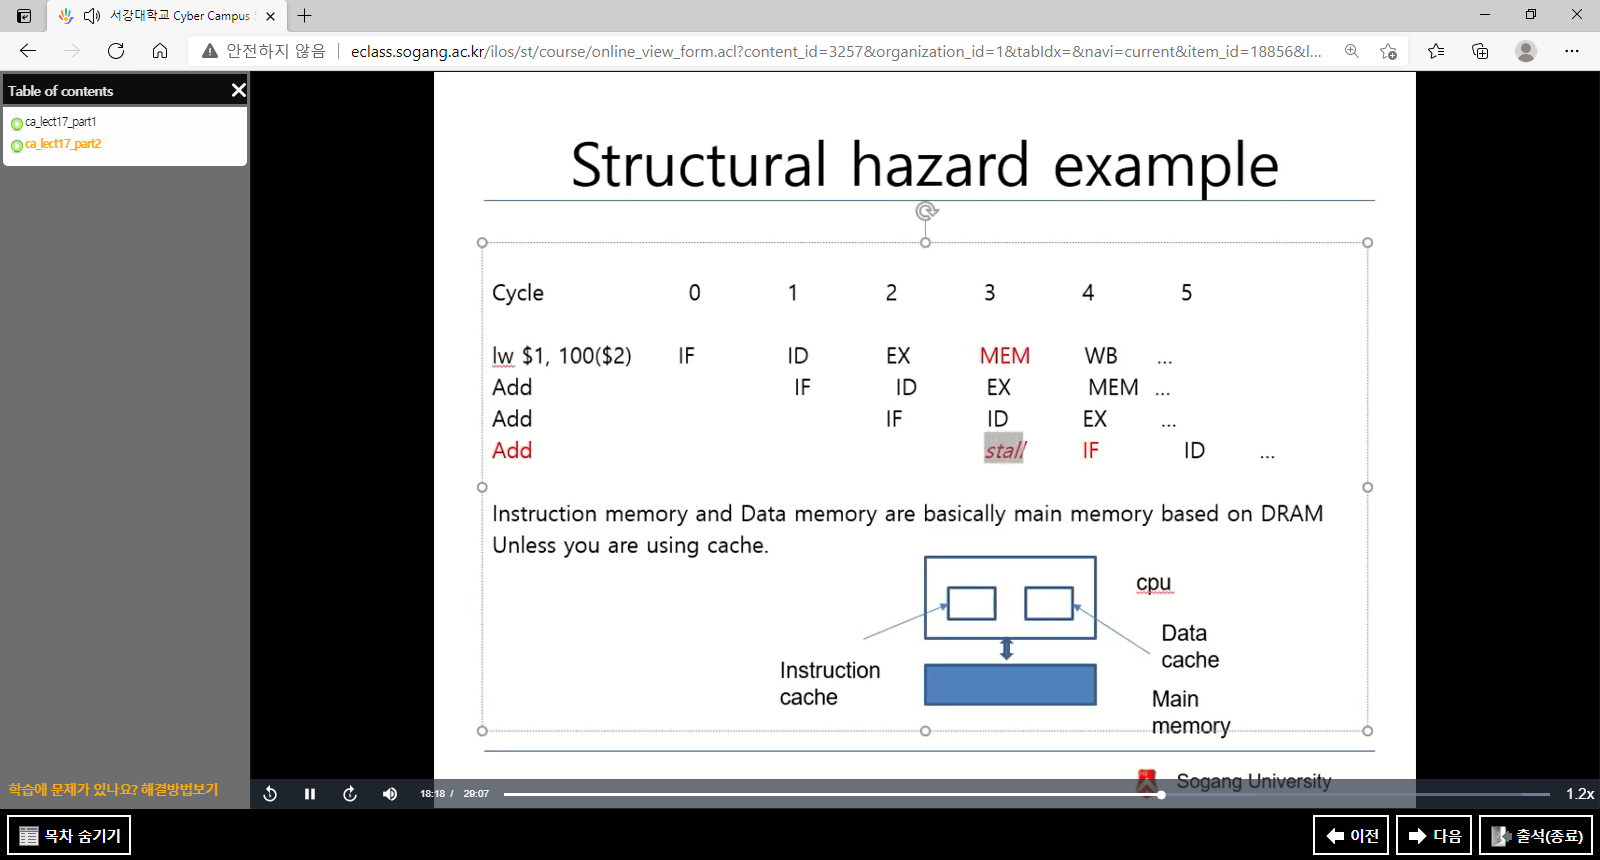 서강대학교 Cyber Campus
안전하지 않음
eclass.sogang.ac.kr/ilos/st/course/online_view_form.acl?content_id=3257&organization_id=1&tabIdx=&navi=current&item_id=18856&l...
Table of contents
ca_lect17_part1
ca_lect17_part2
Structural hazard example
Cycle 0 1 2 3 4 5
lw $1, 100($2) IF ID EX MEM WB ...
Add IF ID EX MEM ...
Add IF ID EX ...
Add stall IF ID ...
Instruction memory and Data memory are basically main memory based on DRAM
Unless you are using cache.
cpu
Data
cache
Instruction
cache
Main
memory
Sogang University
학습에 문제가 있나요? 해결방법보기
18:18 / 29:07
1.2x
목차 숨기기
이전
다음
출석(종료)